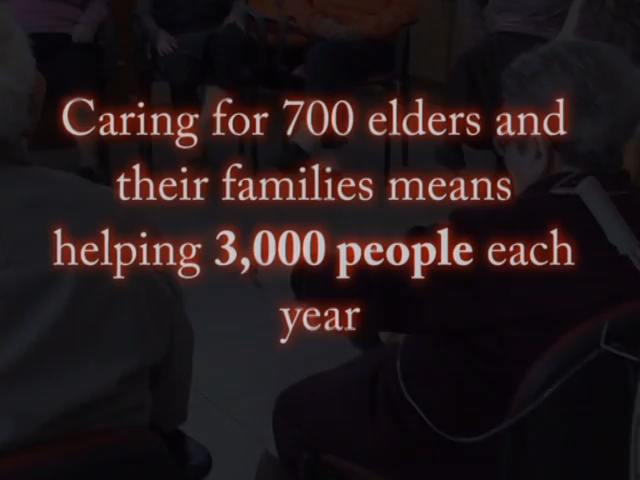 Caring for 700 elders and
their families means
helping 3,000 people each
year